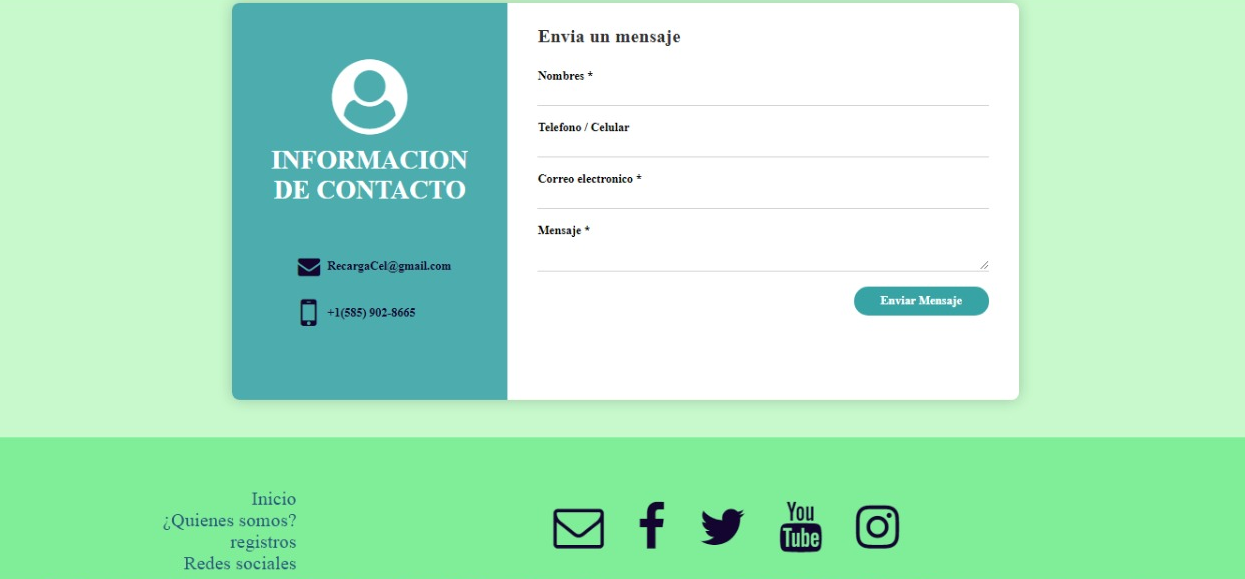 INFORMACION
DE CONTACTO
RecargaCel@gmail.com
+1(585) 902-8665
Envia un mensaje
Nombres *
Telefono / Celular
Correo electronico *
Mensaje *
Enviar Mensaje
Inicio
¿Quienes somos?
registros
Redes sociales
You
Tube